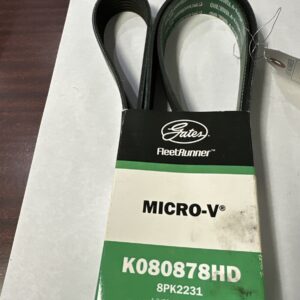 Gates
FleetRunner™
MICRO-V®
K080878HD
8PK2231